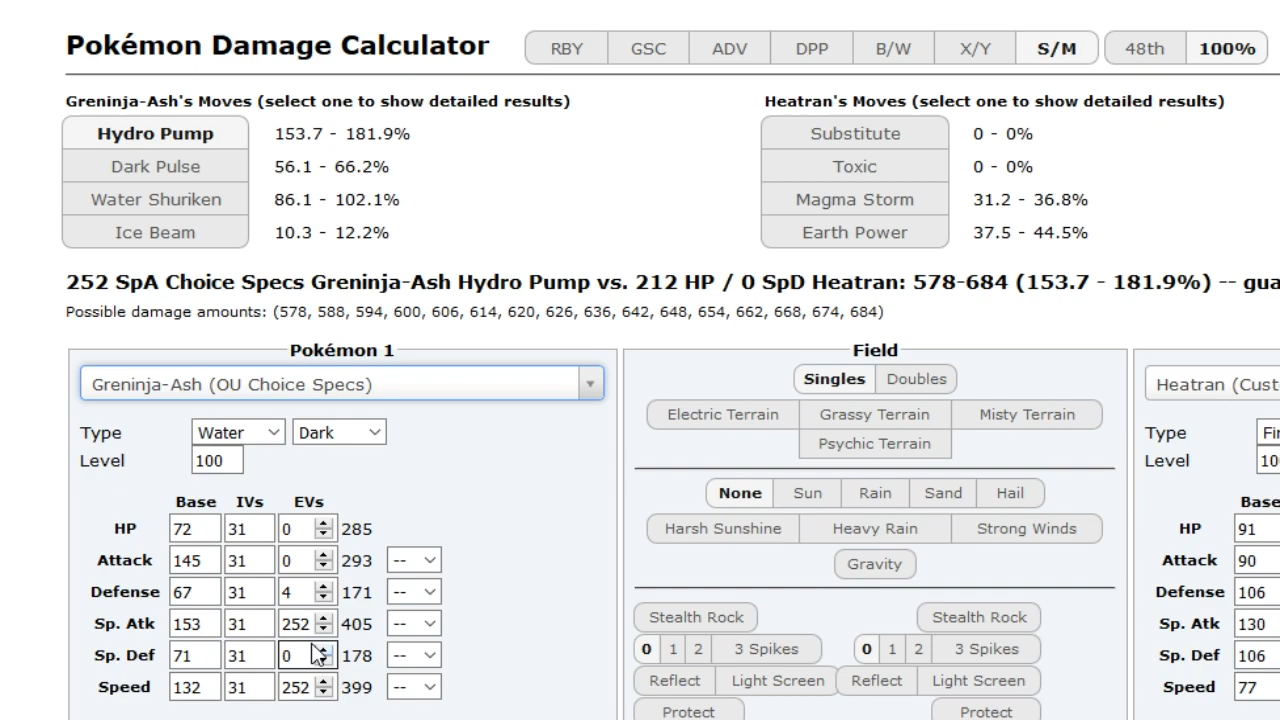 Pokémon Damage Calculator RBY GSC ADV DPP B/W X/Y S/M 48th 100%
Greninja-Ash's Moves (select one to show detailed results) Heatran's Moves (select one to show detailed results)
Hydro Pump 153.7 - 181.9% Substitute 0 - 0%
Dark Pulse 56.1 - 66.2% Toxic 0 - 0%
Water Shuriken 86.1 - 102.1% Magma Storm 31.2 - 36.8%
Ice Beam 10.3 - 12.2% Earth Power 37.5 - 44.5%
252 SpA Choice Specs Greninja-Ash Hydro Pump vs. 212 HP / 0 SpD Heatran: 578-684 (153.7 - 181.9%) -- gua
Possible damage amounts: (578, 588, 594, 600, 606, 614, 620, 626, 636, 642, 648, 654, 662, 668, 674, 684)
Pokémon 1
Greninja-Ash (OU Choice Specs)
Type Water Dark
Level 100
Base IVs EVs
HP 72 31 0 285
Attack 145 31 0 293 --
Defense 67 31 4 171 --
Sp. Atk 153 31 252 405 --
Sp. Def 71 31 0 178 --
Speed 132 31 252 399 --
Field
Singles Doubles
Electric Terrain Grassy Terrain Misty Terrain
Psychic Terrain
None Sun Rain Sand Hail
Harsh Sunshine Heavy Rain Strong Winds
Gravity
Stealth Rock Stealth Rock
0 1 2 3 Spikes 0 1 2 3 Spikes
Reflect Light Screen Reflect Light Screen
Protect Protect
Heatran (Cust
Type Fir
Level 10
Base
HP 91
Attack 90
Defense 106
Sp. Atk 130
Sp. Def 106
Speed 77